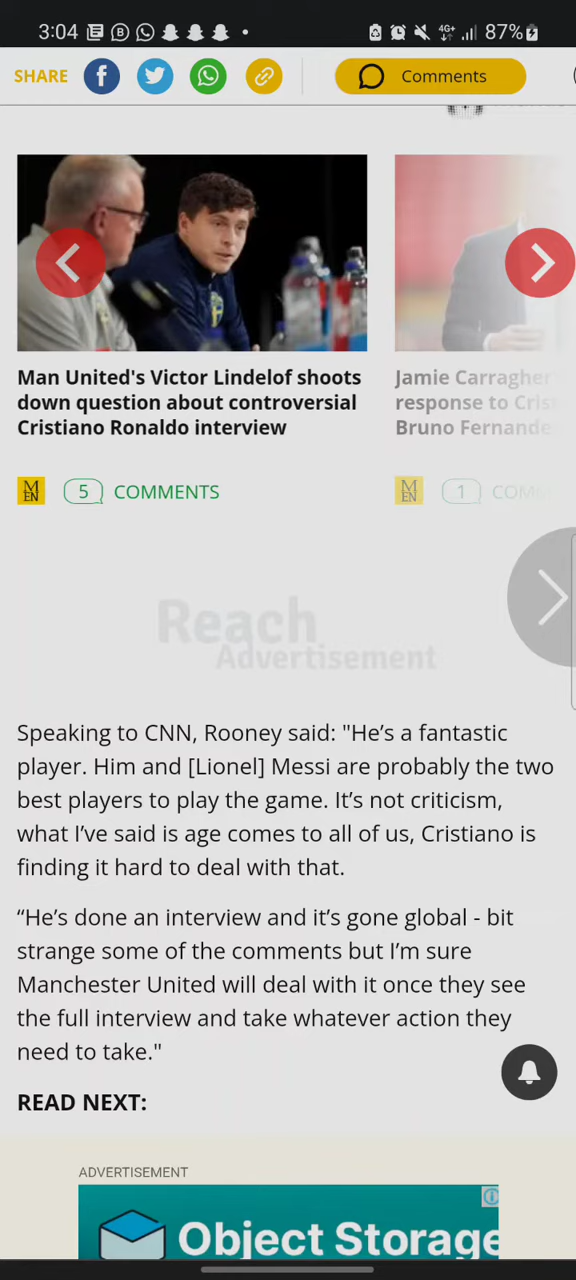 3:04
4G+
87%
SHARE
Comments
Man United's Victor Lindelof shoots
down question about controversial
Cristiano Ronaldo interview
Jamie Carragher
response to
Bruno
M
EN
5 COMMENTS
M
EN
1
Reach
Advertisement
Speaking to CNN, Rooney said: "He’s a fantastic
player. Him and [Lionel] Messi are probably the two
best players to play the game. It’s not criticism,
what I’ve said is age comes to all of us, Cristiano is
finding it hard to deal with that.
“He’s done an interview and it’s gone global - bit
strange some of the comments but I’m sure
Manchester United will deal with it once they see
the full interview and take whatever action they
need to take."
READ NEXT:
ADVERTISEMENT
Object Storage